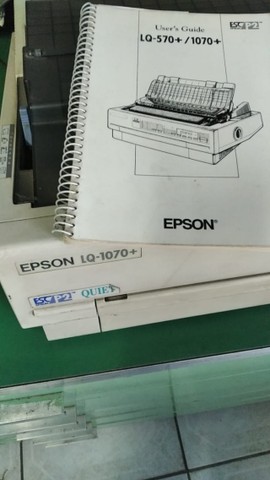 User's Guide
ESC/P2
LQ-570+/1070+
EPSON®
EPSON LQ-1070+
ESC/P2 QUIET